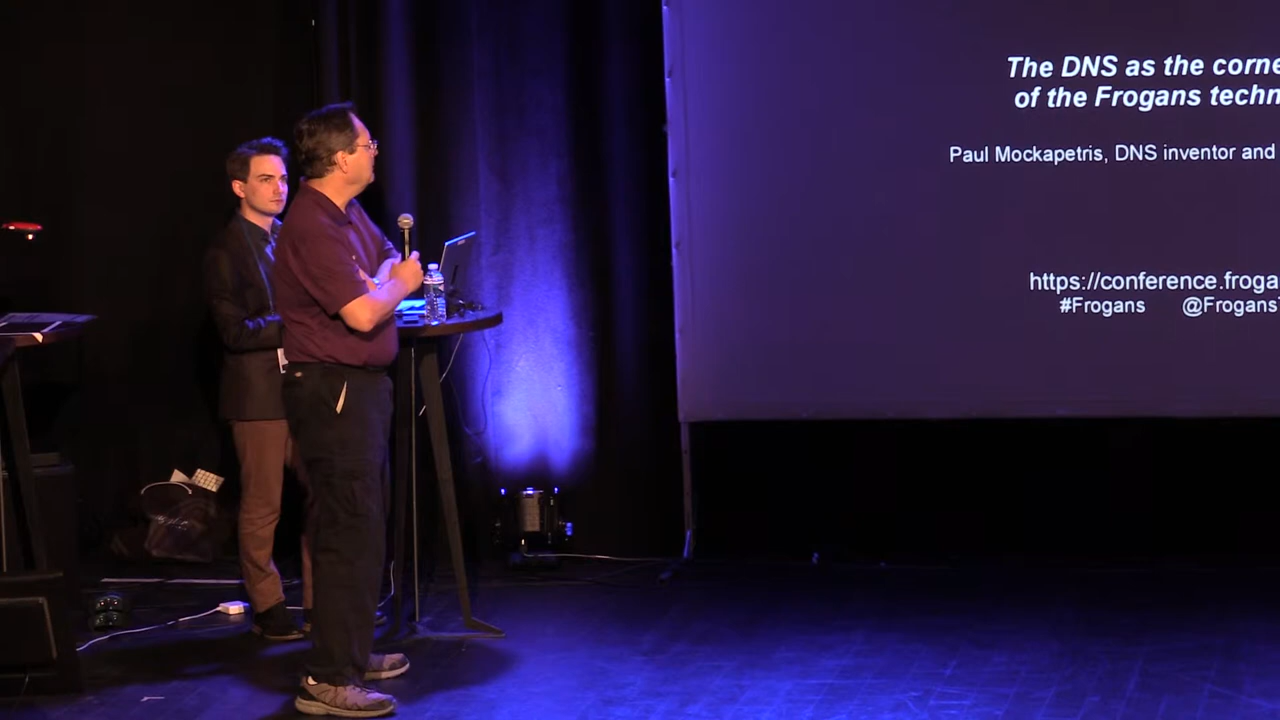 The DNS as the corne
of the Frogans techn
Paul Mockapetris, DNS inventor and
https://conference.froga
#Frogans @Frogans